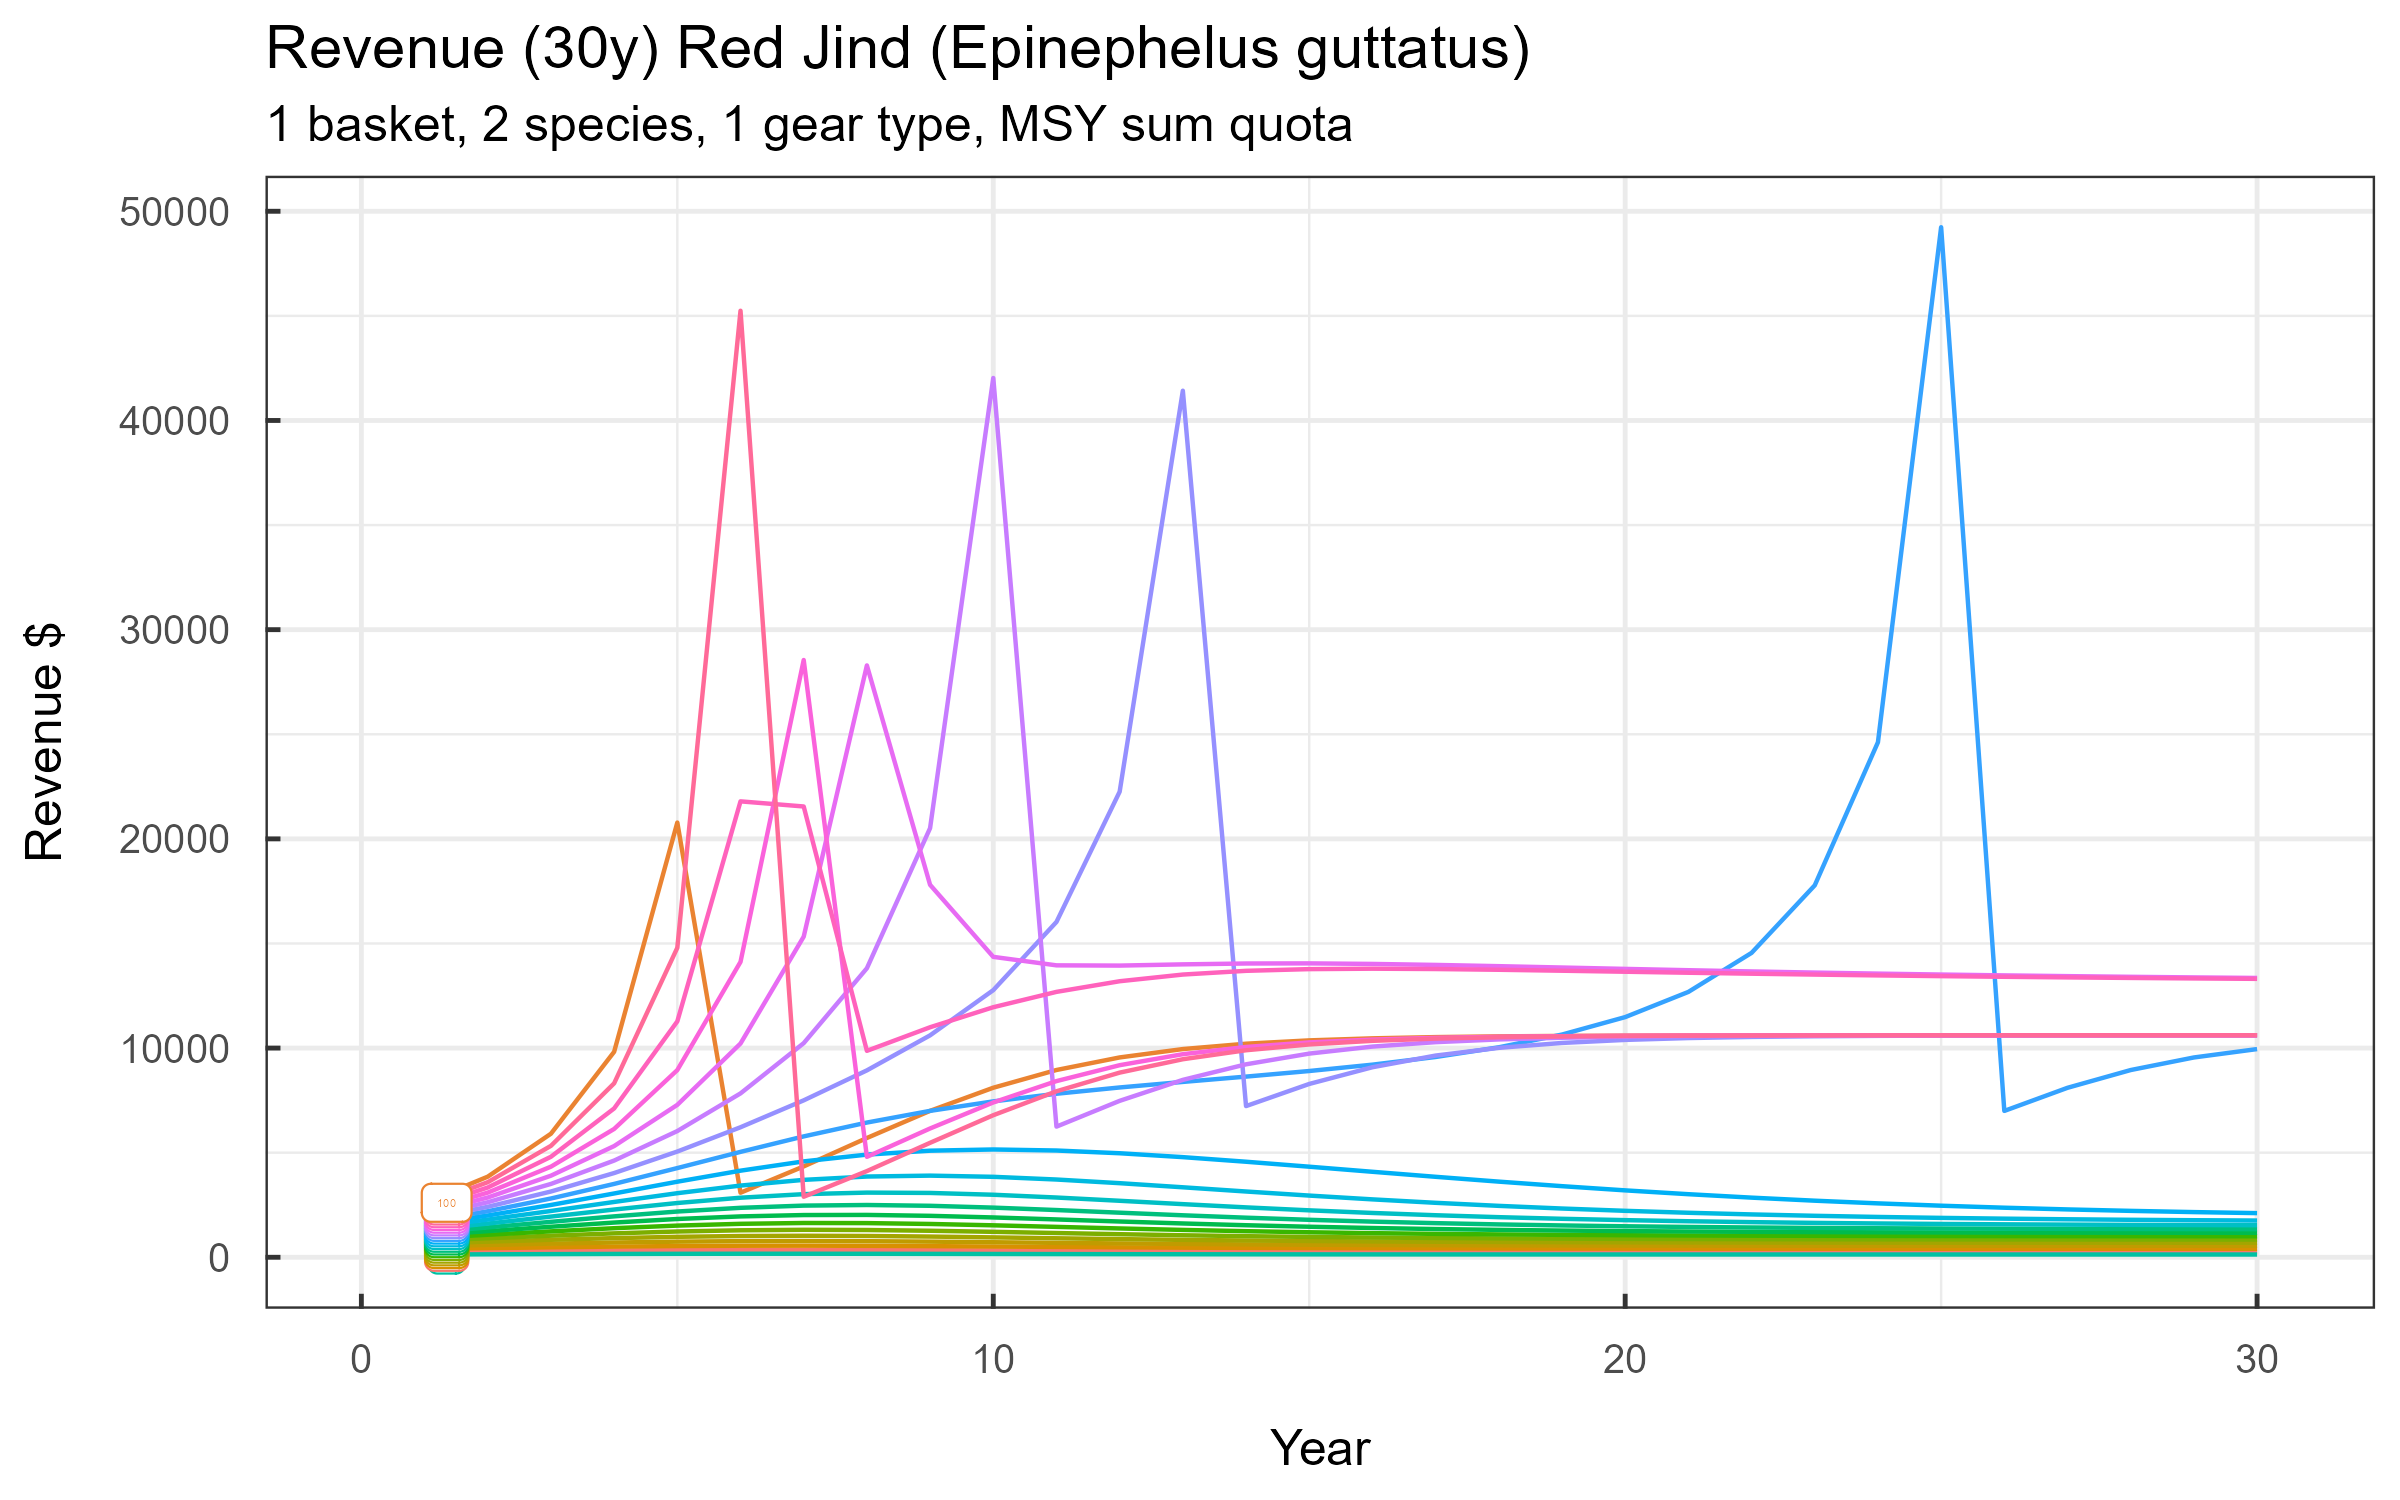 Revenue (30y) Red Jind (Epinephelus guttatus)
1 basket, 2 species, 1 gear type, MSY sum quota
50000
40000
30000
20000
10000
0
Revenue $
100
0 10 20 30
Year